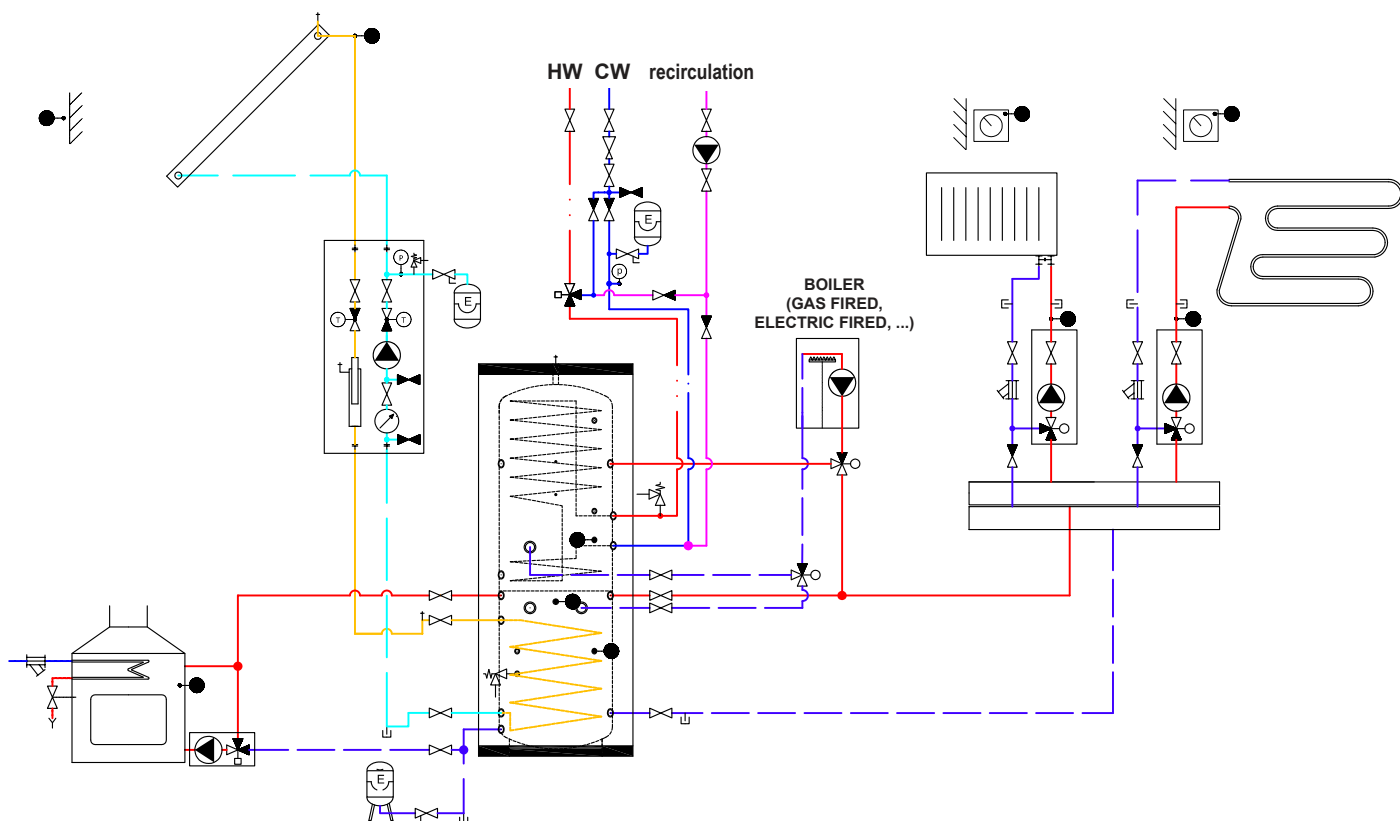 HW CW recirculation
E
P
E
p
T
T
BOILER
(GAS FIRED,
ELECTRIC FIRED, ...)
E